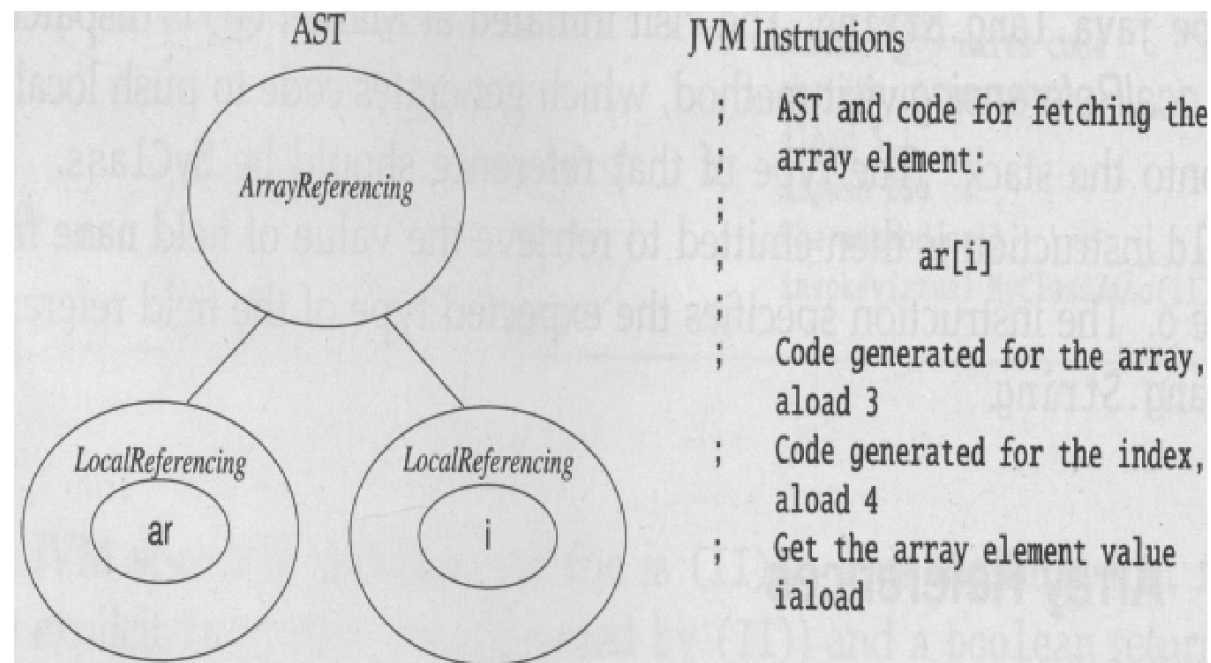 AST
ArrayReferencing
LocalReferencing
ar
LocalReferencing
i
JVM Instructions
; AST and code for fetching the
; array element:
;
; ar[i]
;
; Code generated for the array,
aload 3
; Code generated for the index,
aload 4
; Get the array element value
iaload